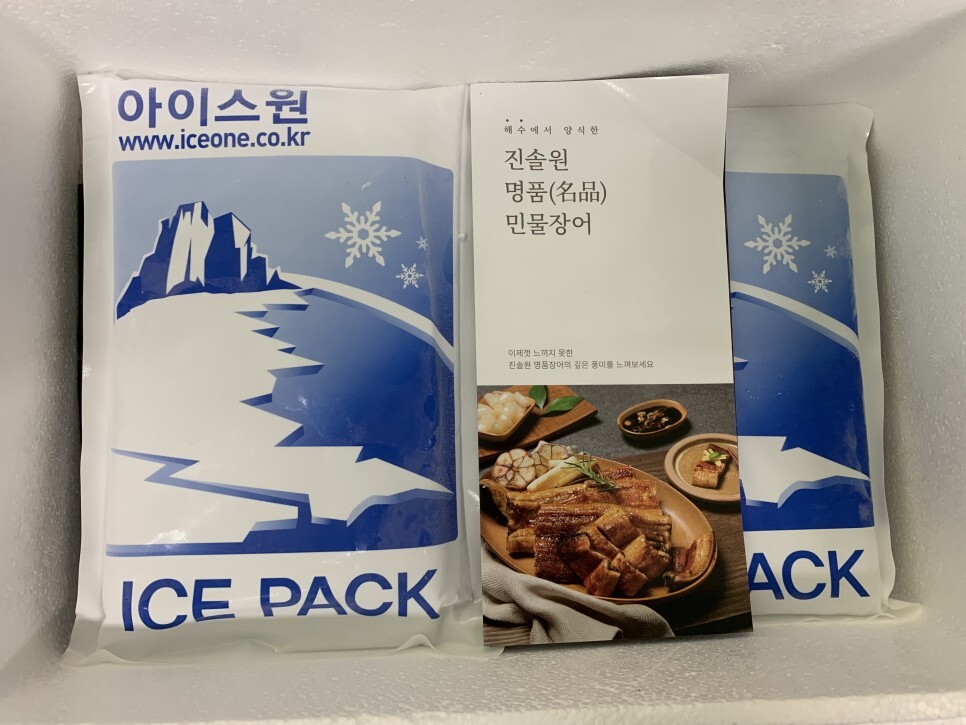 아이스원
www.iceone.co.kr
ICE PACK
해수에서 양식한
진솔원
명품(名品)
민물장어
이제껏 느끼지 못한
진솔원 명품장어의 깊은 풍미를 느껴보세요
ACK